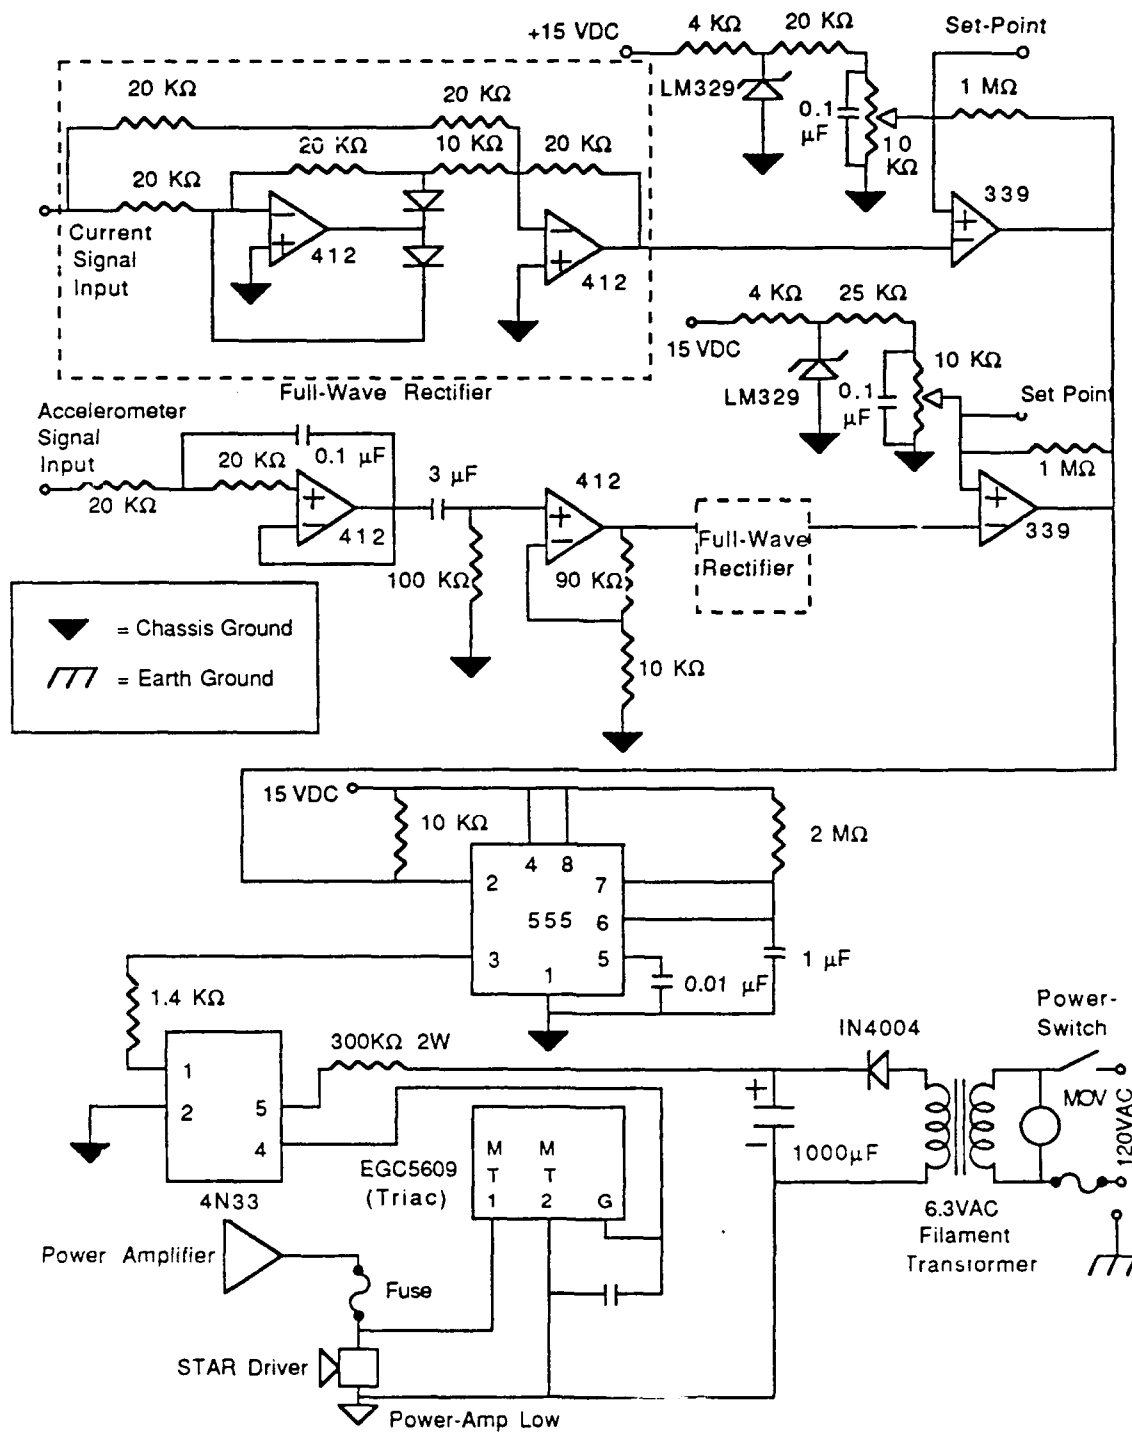 +15 VDC
4 KΩ
20 KΩ
Set-Point
LM329
0.1
µF
10
KΩ
1 MΩ
20 KΩ
20 KΩ
20 KΩ
10 KΩ
20 KΩ
20 KΩ
Current
Signal
Input
−
+
412
−
+
412
+
−
339
Full-Wave Rectifier
4 KΩ
25 KΩ
15 VDC
LM329
0.1
µF
10 KΩ
Set Point
1 MΩ
+
−
339
Accelerometer
Signal
Input
20 KΩ
20 KΩ
0.1 µF
+
−
412
3 µF
100 KΩ
412
+
−
90 KΩ
10 KΩ
Full-Wave
Rectifier
= Chassis Ground
= Earth Ground
15 VDC
10 KΩ
2 MΩ
4 8
2 7
555 6
3 5
1
0.01 µF
1 µF
1.4 KΩ
1
2
5
4
4N33
300KΩ 2W
IN4004
Power-
Switch
MOV
120VAC
+
−
1000µF
6.3VAC
Filament
Transformer
EGC5609
(Triac)
M
T
1
M
T
2
G
Power Amplifier
Fuse
STAR Driver
Power-Amp Low